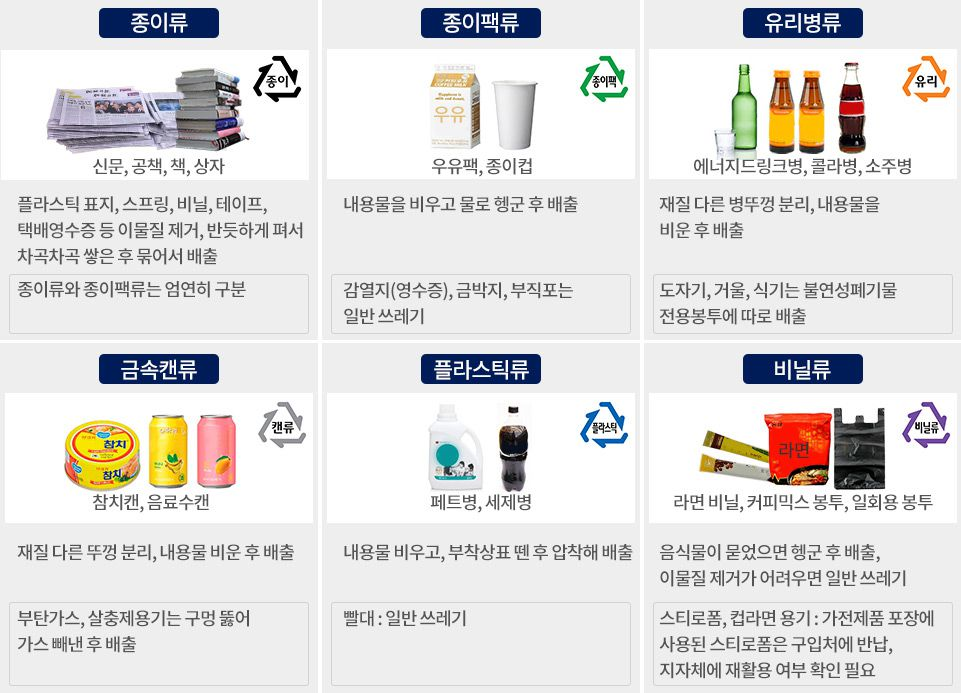 종이류
종이
신문, 공책, 책, 상자
플라스틱 표지, 스프링, 비닐, 테이프,
택배영수증 등 이물질 제거, 반듯하게 펴서
차곡차곡 쌓은 후 묶어서 배출
종이류와 종이팩류는 엄연히 구분
종이팩류
종이팩
우유
우유팩, 종이컵
내용물을 비우고 물로 헹군 후 배출
감열지(영수증), 금박지, 부직포는
일반 쓰레기
유리병류
유리
에너지드링크병, 콜라병, 소주병
재질 다른 병뚜껑 분리, 내용물을
비운 후 배출
도자기, 거울, 식기는 불연성폐기물
전용봉투에 따로 배출
금속캔류
캔류
참치
참치
참치캔, 음료수캔
재질 다른 뚜껑 분리, 내용물 비운 후 배출
부탄가스, 살충제용기는 구멍 뚫어
가스 빼낸 후 배출
플라스틱류
플라스틱
페트병, 세제병
내용물 비우고, 부착상표 뗀 후 압착해 배출
빨대 : 일반 쓰레기
비닐류
비닐류
라면
라면 비닐, 커피믹스 봉투, 일회용 봉투
음식물이 묻었으면 헹군 후 배출,
이물질 제거가 어려우면 일반 쓰레기
스티로폼, 컵라면 용기 : 가전제품 포장에
사용된 스티로폼은 구입처에 반납,
지자체에 재활용 여부 확인 필요